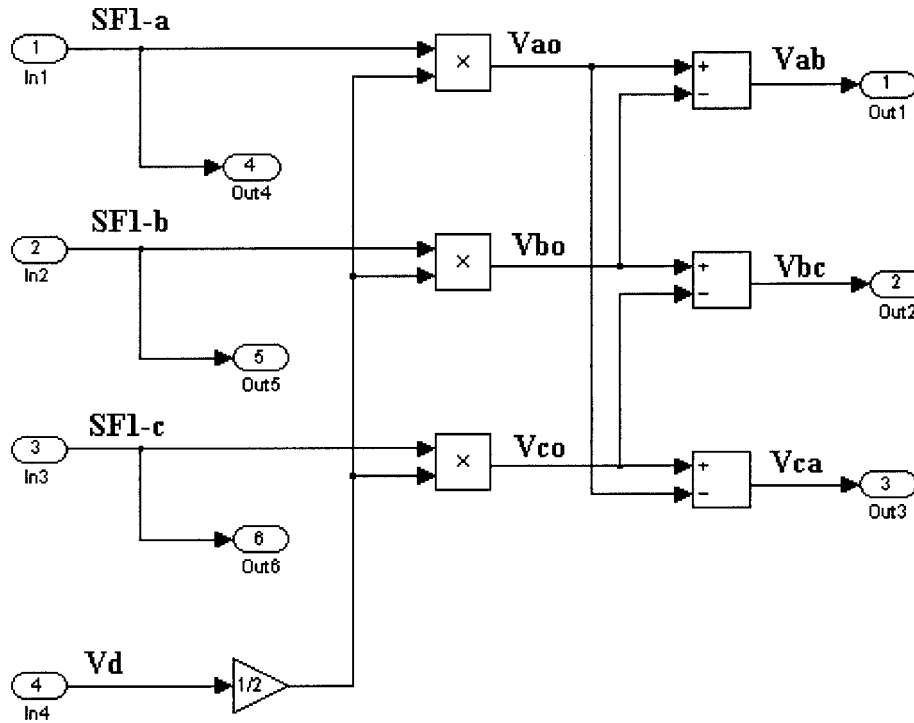 SF1-a
1
In1
×
Vao
+
−
Vab
1
Out1
4
Out4
SF1-b
2
In2
×
Vbo
+
−
Vbc
2
Out2
5
Out5
SF1-c
3
In3
×
Vco
+
−
Vca
3
Out3
6
Out6
Vd
4
In4
1/2